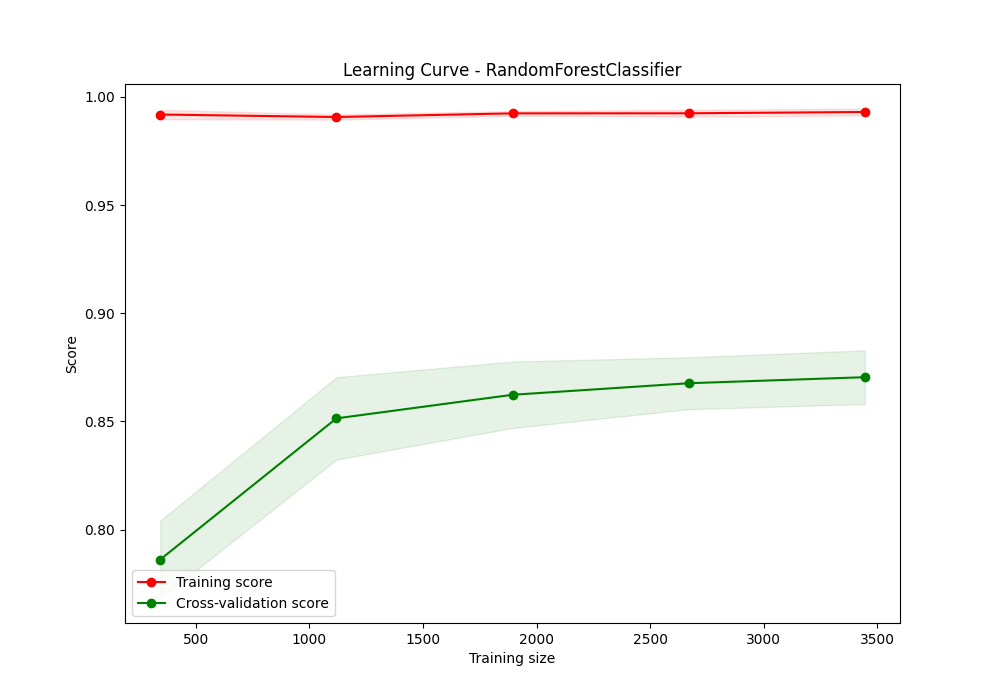 Learning Curve - RandomForestClassifier
1.00
0.95
0.90
0.85
0.80
Score
Training score
Cross-validation score
500
1000
1500
2000
2500
3000
3500
Training size